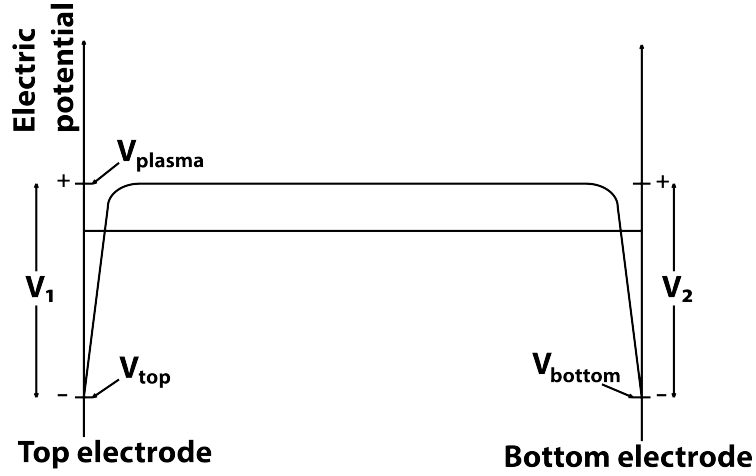 Electric
potential
Vplasma
+
+
V1
V2
Vtop
Vbottom
-
-
Top electrode
Bottom electrode